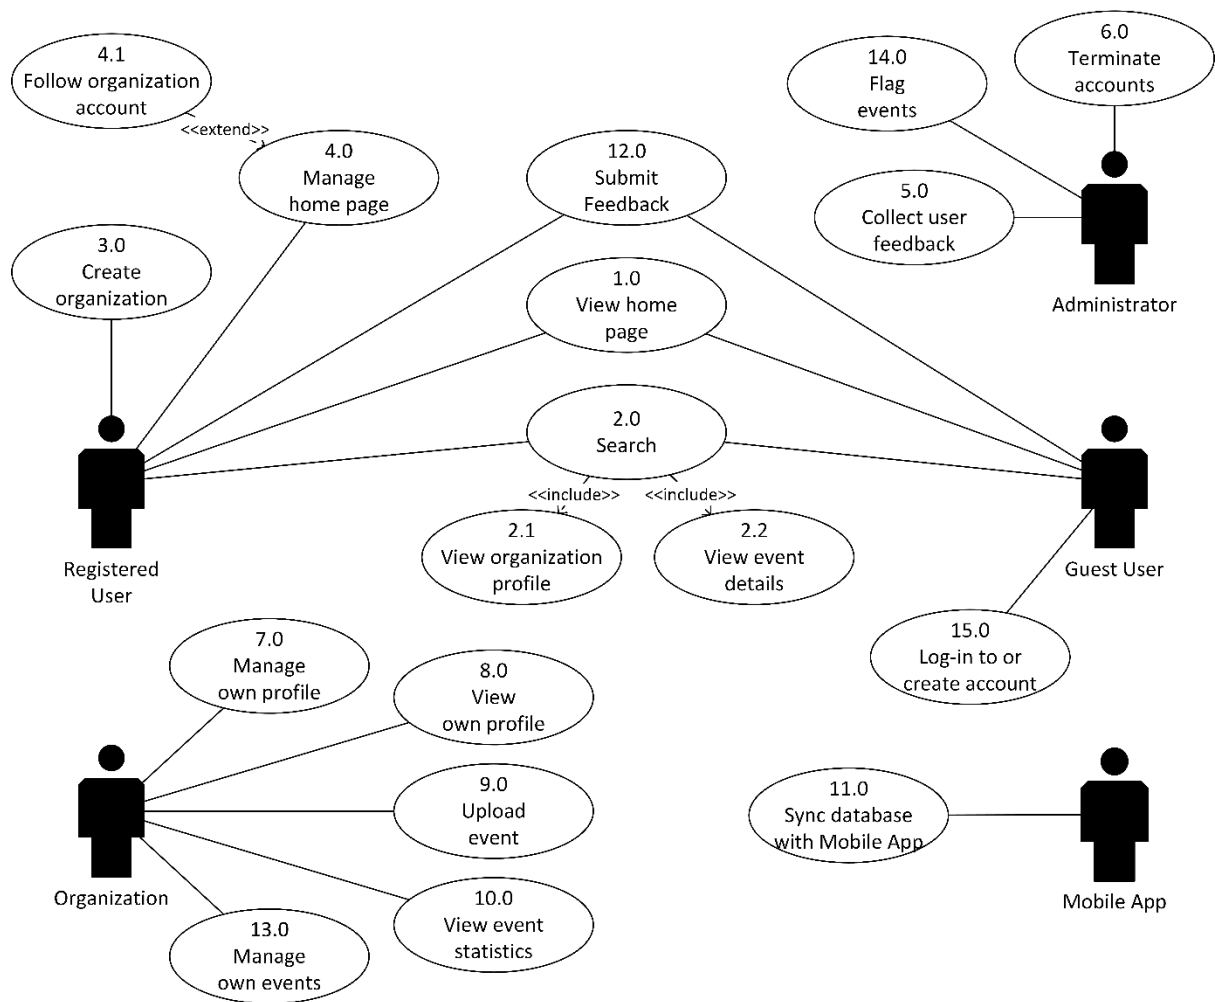 4.1
Follow organization
account
<<extend>>
4.0
Manage
home page
12.0
Submit
Feedback
14.0
Flag
events
6.0
Terminate
accounts
5.0
Collect user
feedback
Administrator
3.0
Create
organization
1.0
View home
page
2.0
Search
<<include>>
<<include>>
2.1
View organization
profile
2.2
View event
details
Registered
User
Guest User
15.0
Log-in to or
create account
7.0
Manage
own profile
8.0
View
own profile
9.0
Upload
event
10.0
View event
statistics
13.0
Manage
own events
Organization
11.0
Sync database
with Mobile App
Mobile App